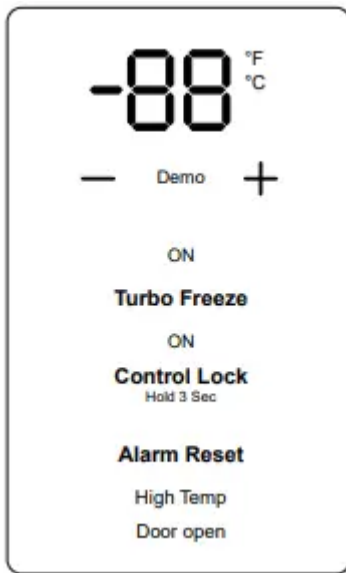 -88 °F
°C
− Demo +
ON
Turbo Freeze
ON
Control Lock
Hold 3 Sec
Alarm Reset
High Temp
Door open